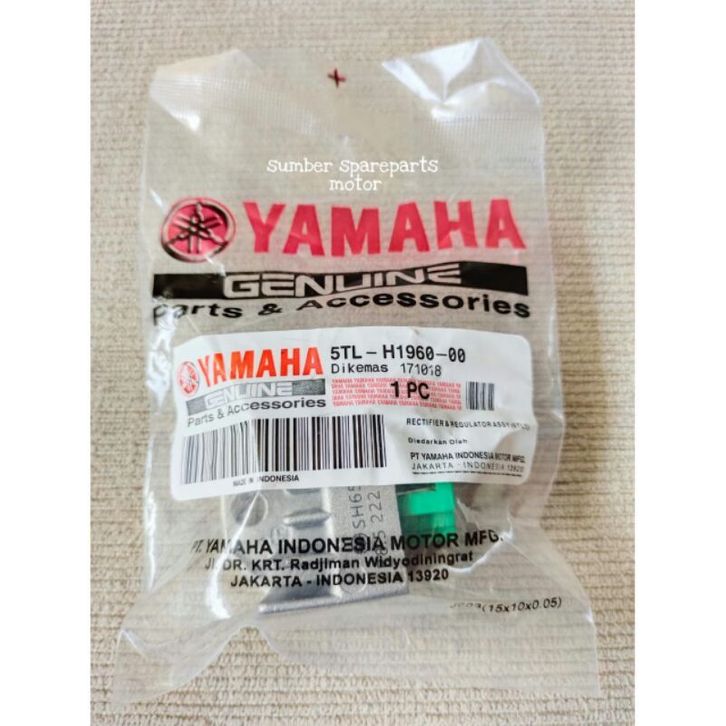 sumber spareparts
motor
YAMAHA
GENUINE
Parts & Accessories
YAMAHA
GENUINE
Parts & Accessories
5TL-H1960-00
Dikemas 171018
1 PC
RECTIFIER & REGULATOR ASSY
Diedarkan Oleh
PT YAMAHA INDONESIA MOTOR MFG.
JAKARTA - INDONESIA 13920
MADE IN INDONESIA
SH65
222
PT. YAMAHA INDONESIA MOTOR MFG.
Jl. DR. KRT. Radjiman Widyodiningrat
JAKARTA - INDONESIA 13920
(15x10x0.05)